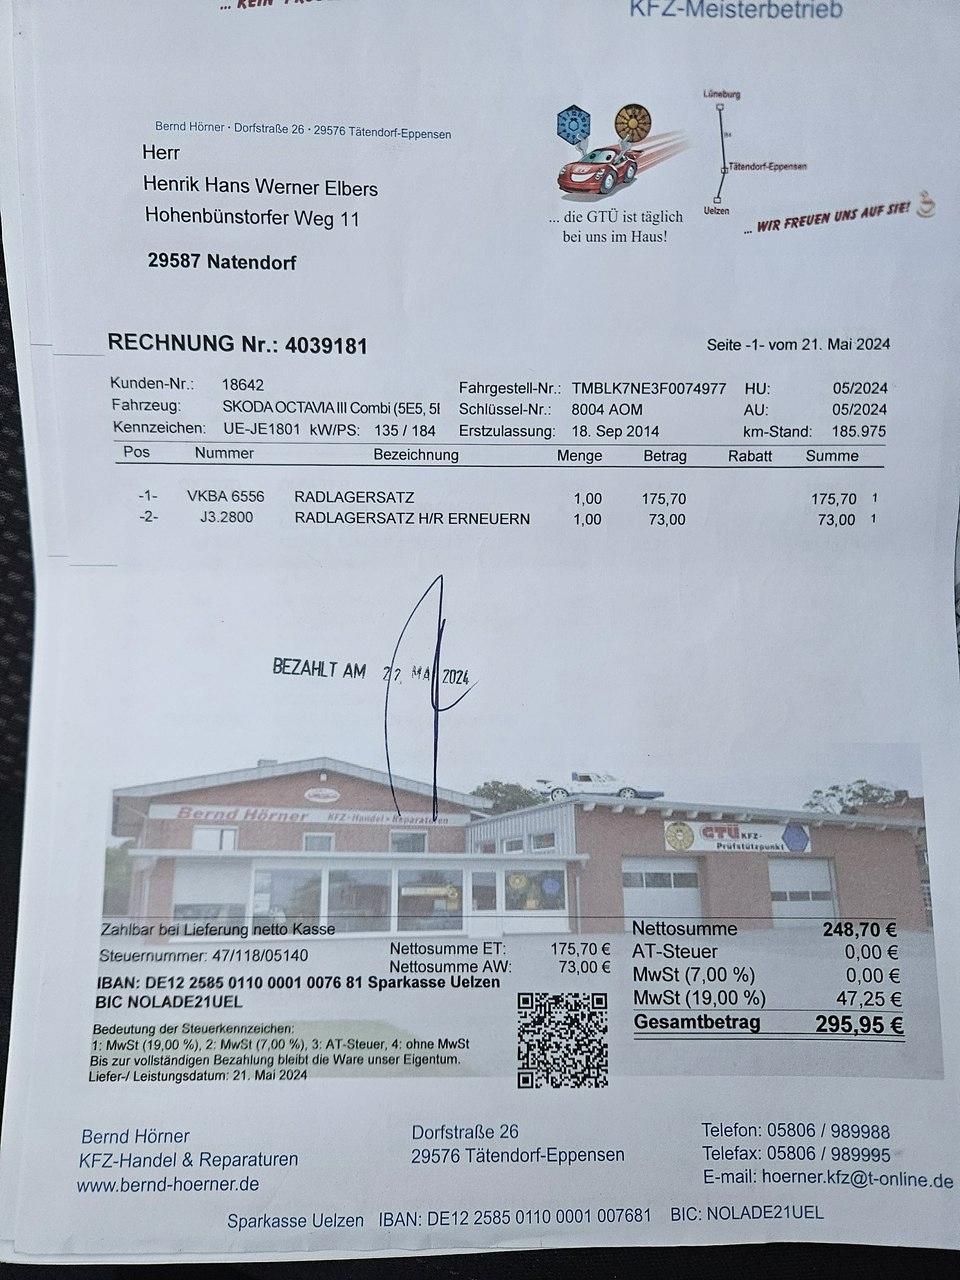 ... KEIN
KFZ-Meisterbetrieb
Lüneburg
B4
Tätendorf-Eppensen
Uelzen
... die GTÜ ist täglich
bei uns im Haus!
... WIR FREUEN UNS AUF SIE!
Bernd Hörner · Dorfstraße 26 · 29576 Tätendorf-Eppensen
Herr
Henrik Hans Werner Elbers
Hohenbünstorfer Weg 11
29587 Natendorf
RECHNUNG Nr.: 4039181 Seite -1- vom 21. Mai 2024
Kunden-Nr.: 18642 Fahrgestell-Nr.: TMBLK7NE3F0074977 HU: 05/2024
Fahrzeug: SKODA OCTAVIA III Combi (5E5, 5I Schlüssel-Nr.: 8004 AOM AU: 05/2024
Kennzeichen: UE-JE1801 kW/PS: 135 / 184 Erstzulassung: 18. Sep 2014 km-Stand: 185.975
Pos Nummer Bezeichnung Menge Betrag Rabatt Summe
-1- VKBA 6556 RADLAGERSATZ 1,00 175,70 175,70 1
-2- J3.2800 RADLAGERSATZ H/R ERNEUERN 1,00 73,00 73,00 1
BEZAHLT AM 22. MAI 2024
Bernd Hörner KFZ-Handel + Reparaturen
GTÜ KFZ-
Prüfstützpunkt
Zahlbar bei Lieferung netto Kasse
Steuernummer: 47/118/05140
Nettosumme ET: 175,70 €
Nettosumme AW: 73,00 €
IBAN: DE12 2585 0110 0001 0076 81 Sparkasse Uelzen
BIC NOLADE21UEL
Nettosumme 248,70 €
AT-Steuer 0,00 €
MwSt (7,00 %) 0,00 €
MwSt (19,00 %) 47,25 €
Gesamtbetrag 295,95 €
Bedeutung der Steuerkennzeichen:
1: MwSt (19,00 %), 2: MwSt (7,00 %), 3: AT-Steuer, 4: ohne MwSt
Bis zur vollständigen Bezahlung bleibt die Ware unser Eigentum.
Liefer-/ Leistungsdatum: 21. Mai 2024
Bernd Hörner
KFZ-Handel & Reparaturen
www.bernd-hoerner.de
Dorfstraße 26
29576 Tätendorf-Eppensen
Telefon: 05806 / 989988
Telefax: 05806 / 989995
E-mail: hoerner.kfz@t-online.de
Sparkasse Uelzen IBAN: DE12 2585 0110 0001 007681 BIC: NOLADE21UEL